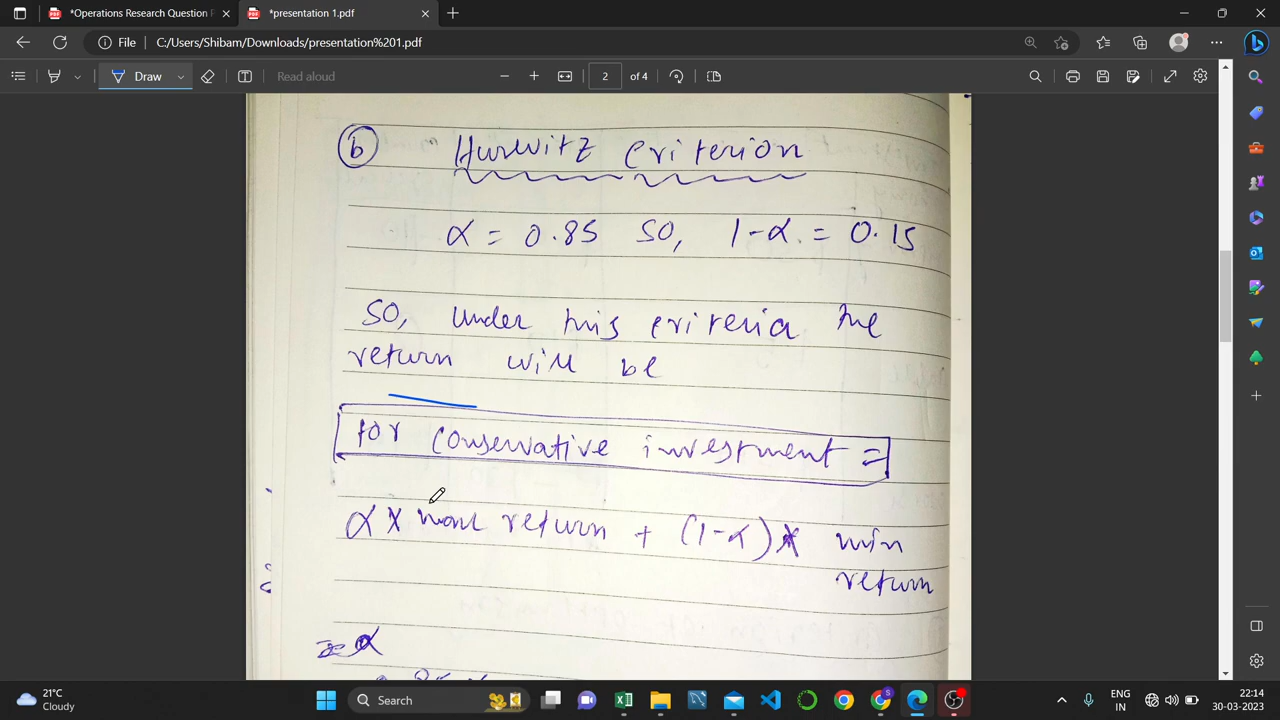 *Operations Research Question P
*presentation 1.pdf
File C:/Users/Shibam/Downloads/presentation%201.pdf
Draw
Read aloud
2 of 4
b Hurwitz criterion
α = 0.85 so, 1-α = 0.15
so, under this criteria the
return will be
for conservative investment =
α * max return + (1-α) * min
return
= α
21°C
Cloudy
Search
ENG
IN
22:14
30-03-2023